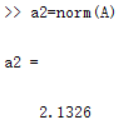 >> a2=norm(A)
a2 =
2.1326